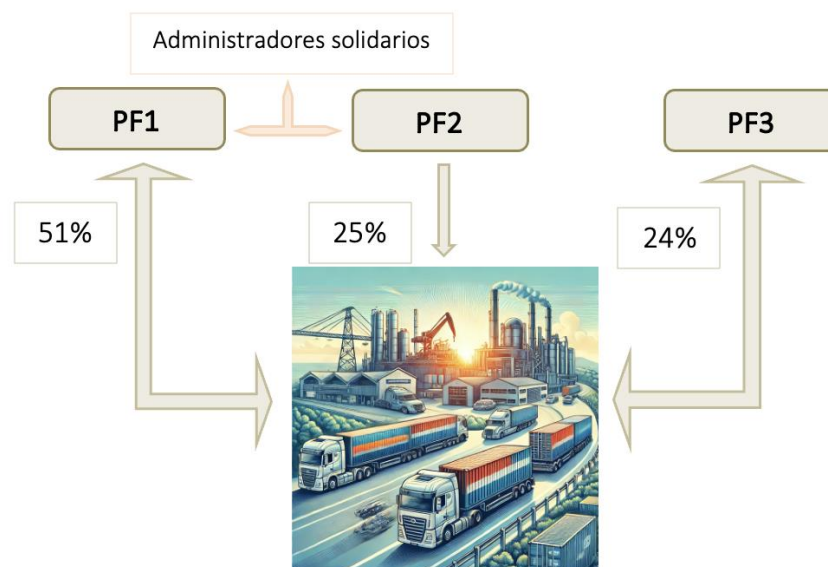 Administradores solidarios
PF1
PF2
PF3
51%
25%
24%